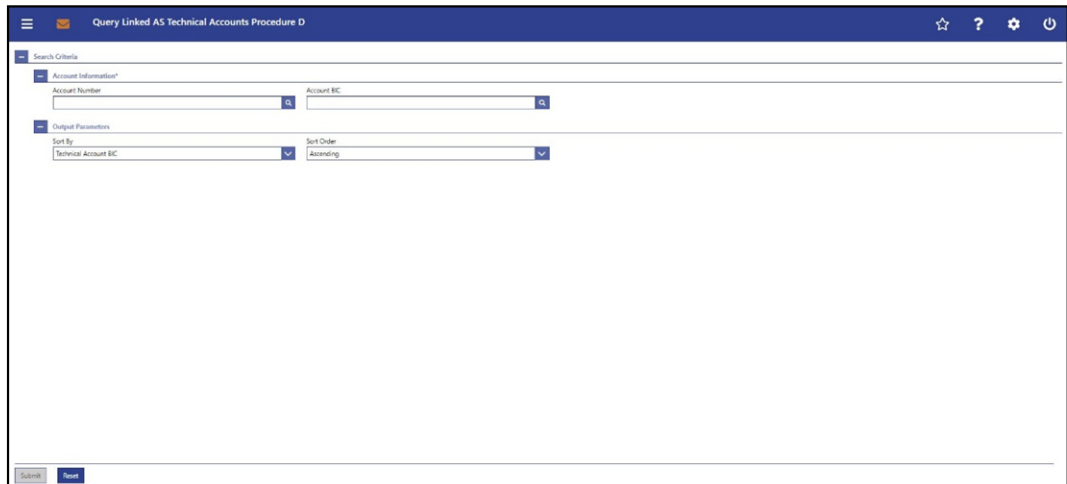 Query Linked AS Technical Accounts Procedure D
Search Criteria
Account Information*
Account Number Account BIC
Output Parameters
Sort By Sort Order
Technical Account BIC Ascending
Submit Reset